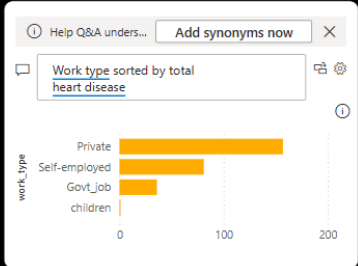 Help Q&A unders... Add synonyms now
Work type sorted by total
heart disease
work_type
Private
Self-employed
Govt_job
children
0 100 200